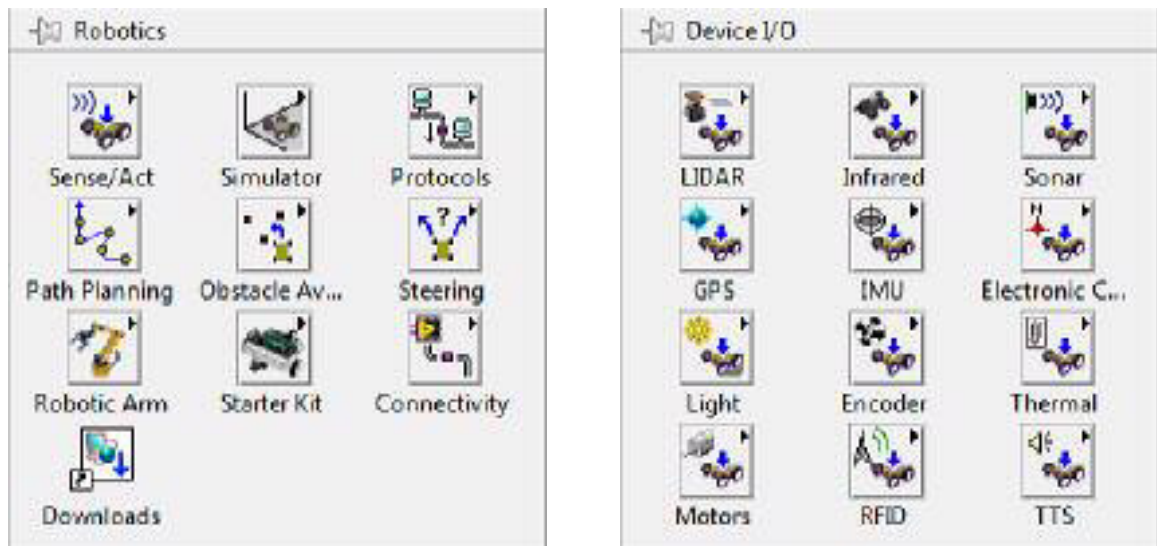 Robotics
Sense/Act Simulator Protocols
?
Path Planning Obstacle Av... Steering
Robotic Arm Starter Kit Connectivity
Downloads
Device I/O
LIDAR Infrared Sonar
N
GPS IMU Electronic C...
Light Encoder Thermal
Motors RFID TTS